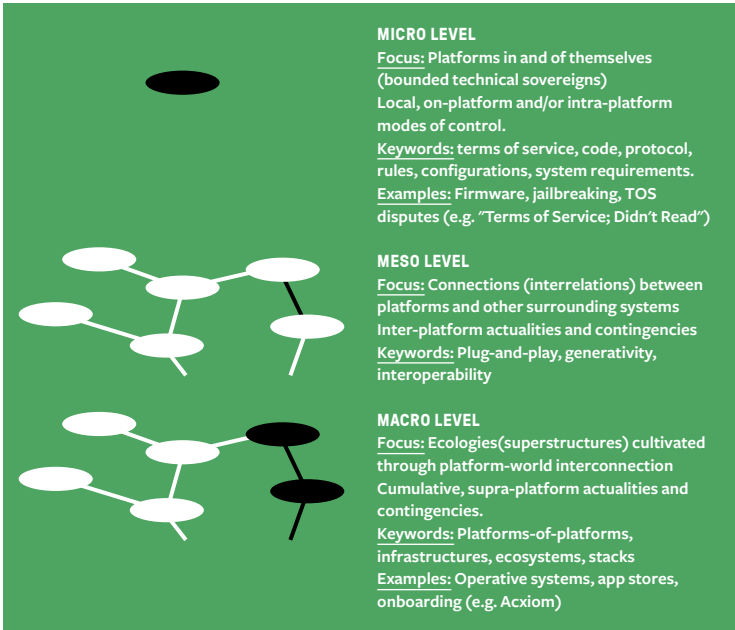 MICRO LEVEL
Focus: Platforms in and of themselves
(bounded technical sovereigns)
Local, on-platform and/or intra-platform
modes of control.
Keywords: terms of service, code, protocol,
rules, configurations, system requirements.
Examples: Firmware, jailbreaking, TOS
disputes (e.g. "Terms of Service; Didn't Read")
MESO LEVEL
Focus: Connections (interrelations) between
platforms and other surrounding systems
Inter-platform actualities and contingencies
Keywords: Plug-and-play, generativity,
interoperability
MACRO LEVEL
Focus: Ecologies(superstructures) cultivated
through platform-world interconnection
Cumulative, supra-platform actualities and
contingencies.
Keywords: Platforms-of-platforms,
infrastructures, ecosystems, stacks
Examples: Operative systems, app stores,
onboarding (e.g. Acxiom)